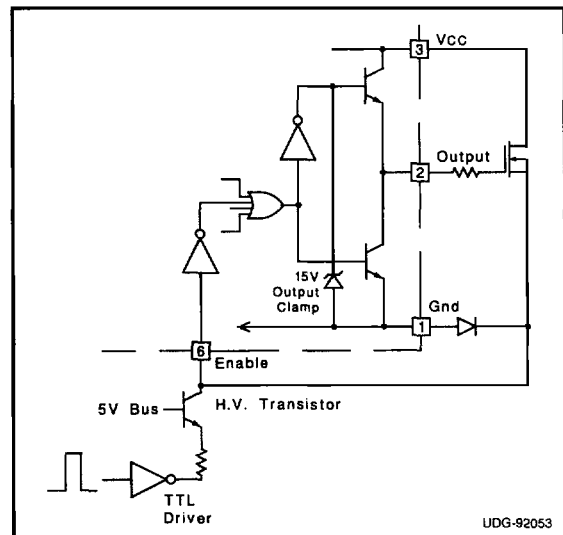 3 Vcc
Output
2
15V
Output
Clamp
Gnd
1
6
Enable
5V Bus
H.V. Transistor
TTL
Driver
UDG-92053